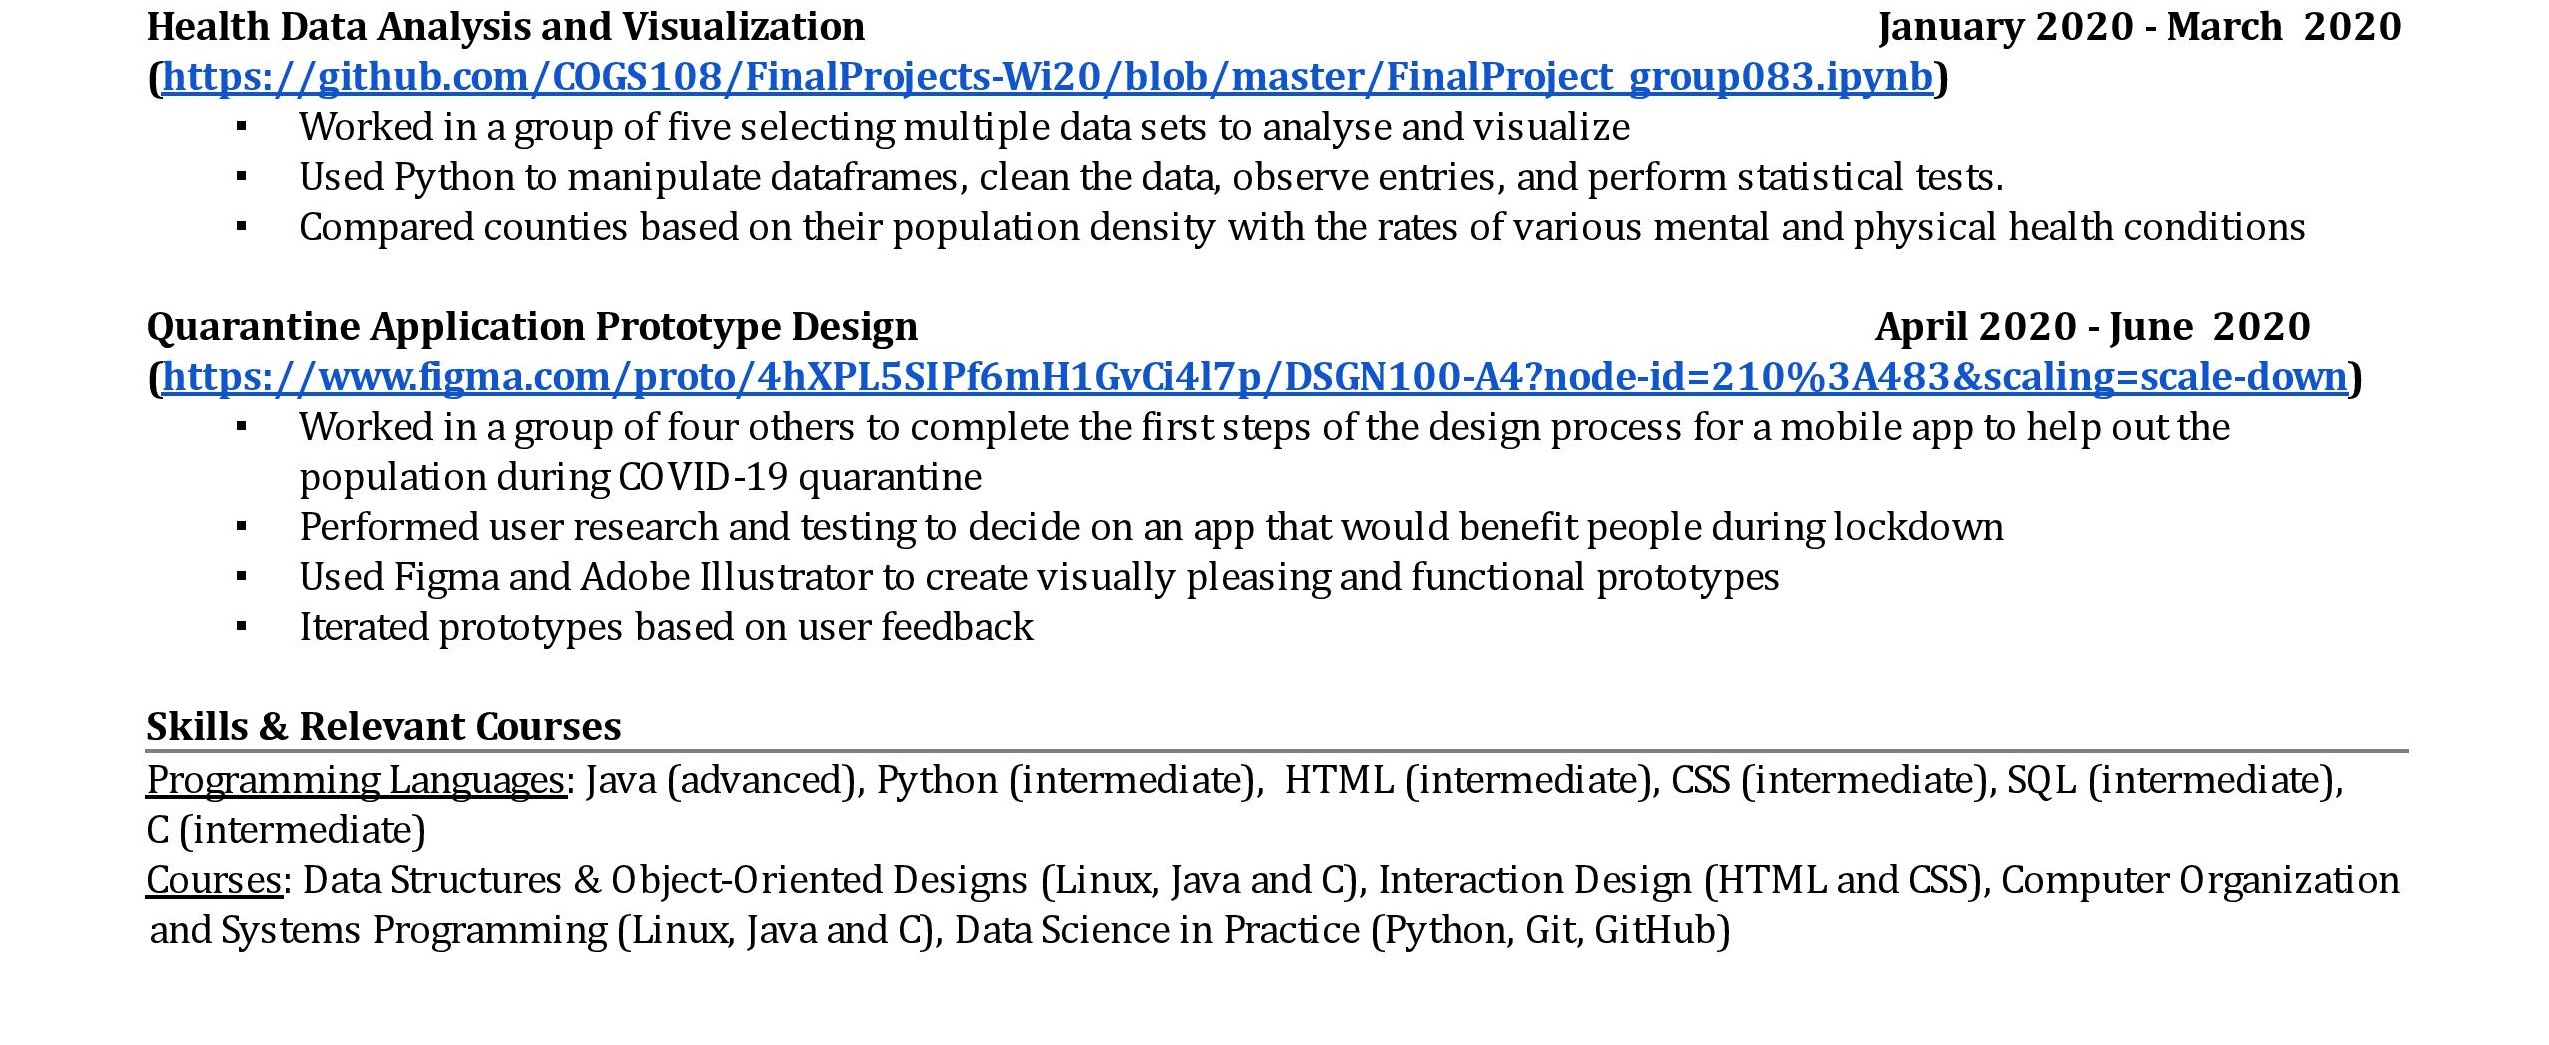 Health Data Analysis and Visualization January 2020 - March 2020
(https://github.com/COGS108/FinalProjects-Wi20/blob/master/FinalProject_group083.ipynb)
▪ Worked in a group of five selecting multiple data sets to analyse and visualize
▪ Used Python to manipulate dataframes, clean the data, observe entries, and perform statistical tests.
▪ Compared counties based on their population density with the rates of various mental and physical health conditions
Quarantine Application Prototype Design April 2020 - June 2020
(https://www.figma.com/proto/4hXPL5SIPf6mH1GvCi4l7p/DSGN100-A4?node-id=210%3A483&scaling=scale-down)
▪ Worked in a group of four others to complete the first steps of the design process for a mobile app to help out the
population during COVID-19 quarantine
▪ Performed user research and testing to decide on an app that would benefit people during lockdown
▪ Used Figma and Adobe Illustrator to create visually pleasing and functional prototypes
▪ Iterated prototypes based on user feedback
Skills & Relevant Courses
Programming Languages: Java (advanced), Python (intermediate), HTML (intermediate), CSS (intermediate), SQL (intermediate),
C (intermediate)
Courses: Data Structures & Object-Oriented Designs (Linux, Java and C), Interaction Design (HTML and CSS), Computer Organization
and Systems Programming (Linux, Java and C), Data Science in Practice (Python, Git, GitHub)